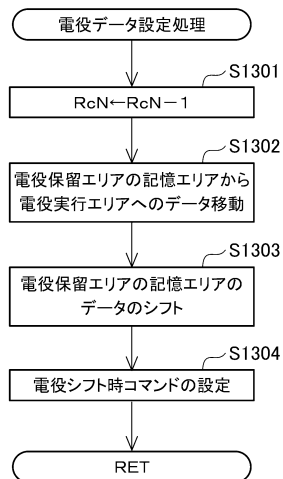 電役データ設定処理
S1301
RcN←RcN－1
S1302
電役保留エリアの記憶エリアから
電役実行エリアへのデータ移動
S1303
電役保留エリアの記憶エリアの
データのシフト
S1304
電役シフト時コマンドの設定
RET